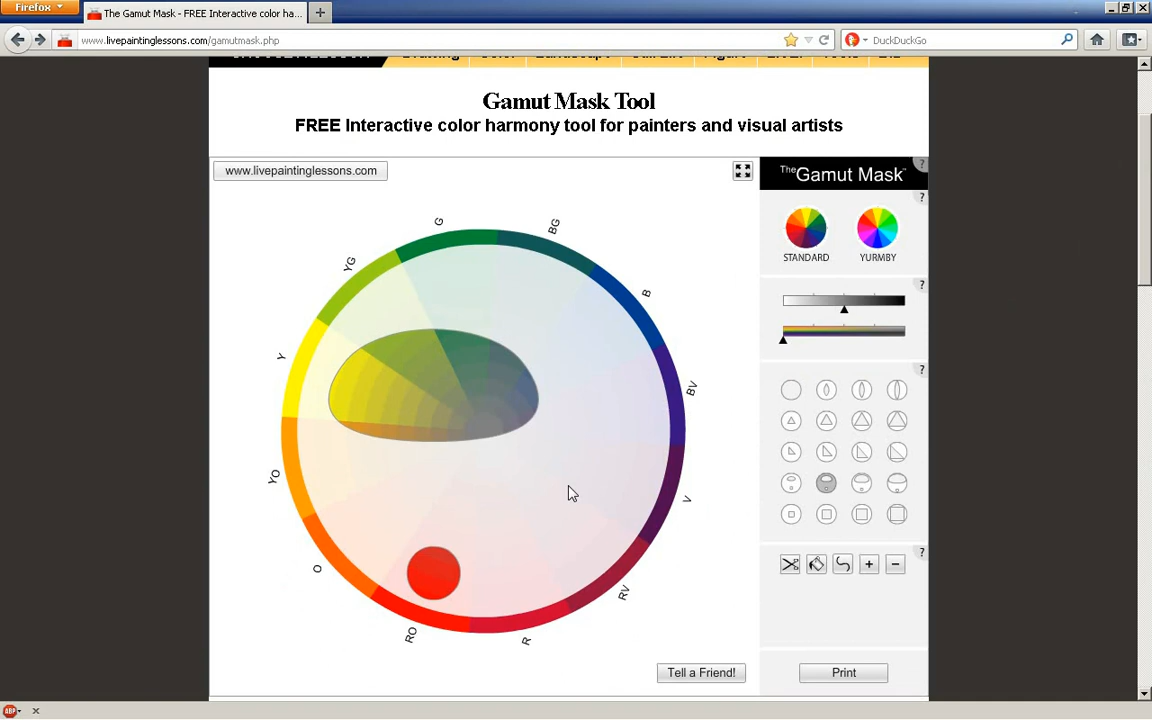 Firefox
The Gamut Mask - FREE Interactive color ha...
www.livepaintinglessons.com/gamutmask.php
DuckDuckGo
Gamut Mask Tool
FREE Interactive color harmony tool for painters and visual artists
www.livepaintinglessons.com
The Gamut Mask™
?
?
STANDARD
YURMBY
?
?
?
G
BG
YG
B
Y
BV
YO
V
O
RV
RO
R
Tell a Friend!
Print
ABP